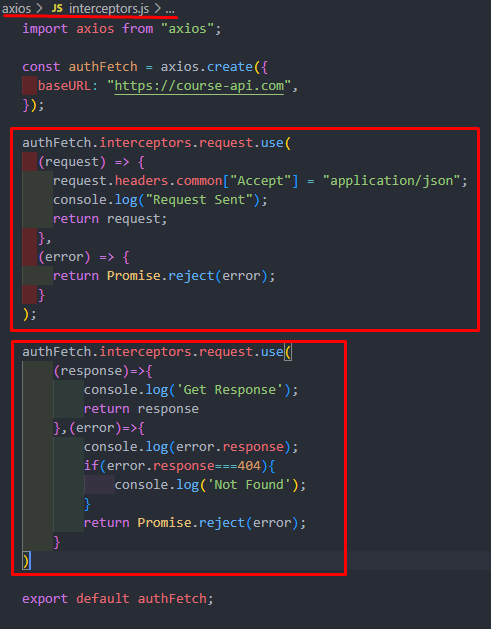 axios > JS interceptors.js > ...
import axios from "axios";
const authFetch = axios.create({
baseURL: "https://course-api.com",
});
authFetch.interceptors.request.use(
(request) => {
request.headers.common["Accept"] = "application/json";
console.log("Request Sent");
return request;
},
(error) => {
return Promise.reject(error);
}
);
authFetch.interceptors.request.use(
(response)=>{
console.log('Get Response');
return response
},(error)=>{
console.log(error.response);
if(error.response===404){
console.log('Not Found');
}
return Promise.reject(error);
}
)
export default authFetch;